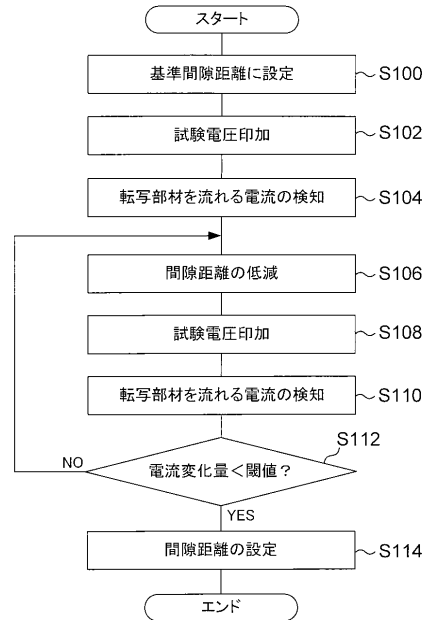 スタート
基準間隙距離に設定 S100
試験電圧印加 S102
転写部材を流れる電流の検知 S104
間隙距離の低減 S106
試験電圧印加 S108
転写部材を流れる電流の検知 S110
S112
電流変化量<閾値?
NO
YES
間隙距離の設定 S114
エンド